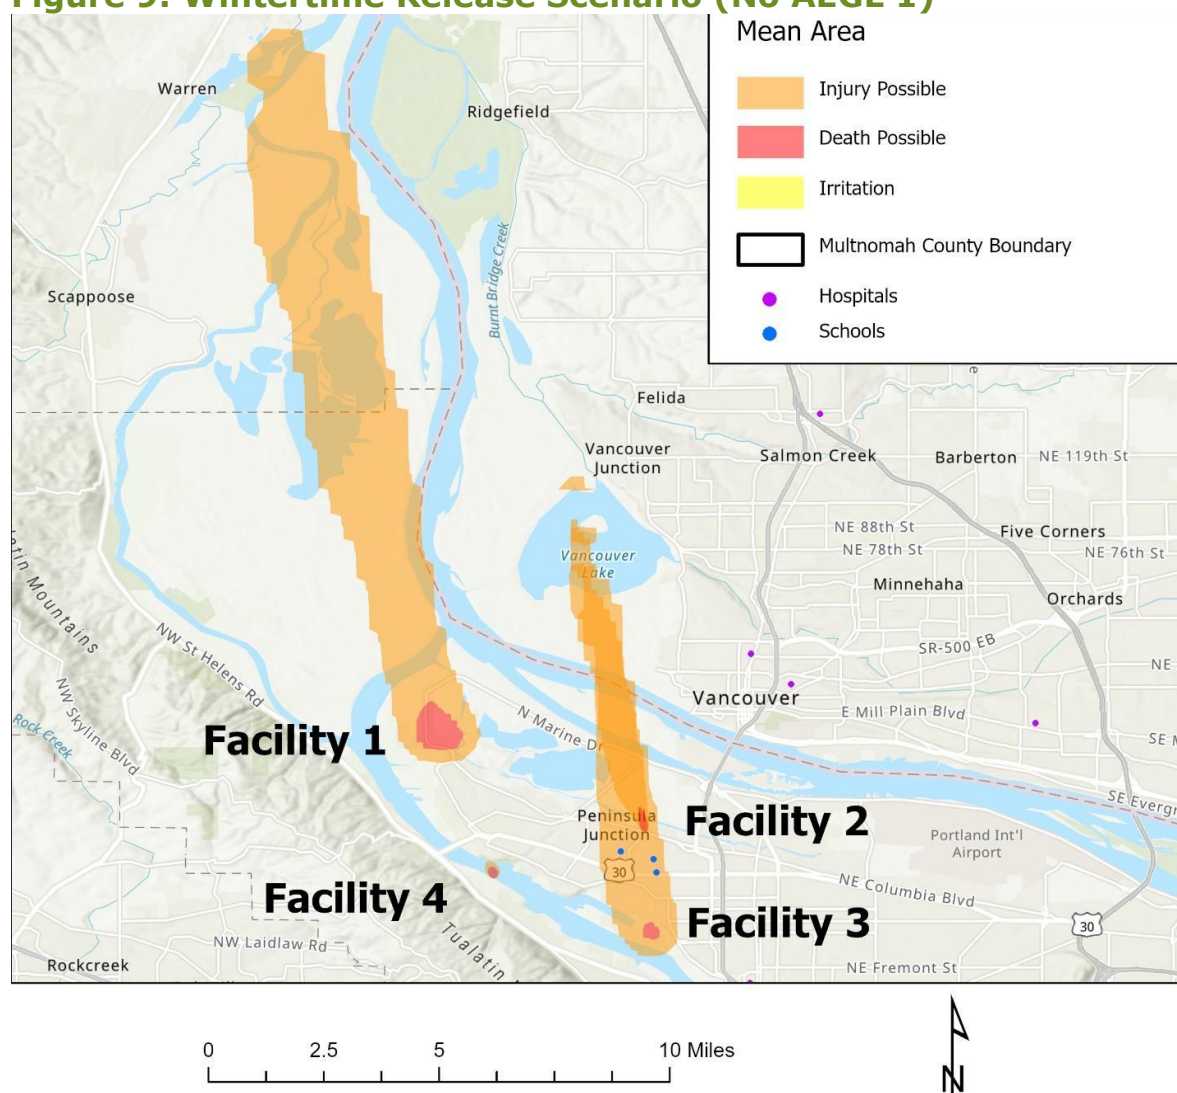 Figure 9: Wintertime Release Scenario (No AEGL 1)
Mean Area
Injury Possible
Death Possible
Irritation
Multnomah County Boundary
Hospitals
Schools
Warren
Ridgefield
Burnt Bridge Creek
Scappoose
Felida
Vancouver
Junction
Salmon Creek
Barberton
NE 119th St
NE 88th St
NE 78th St
Five Corners
NE 76th St
Vancouver
Lake
Minnehaha
Orchards
SR-500 EB
NE
Mountains
NW St Helens Rd
NW Skyline Blvd
Rock Creek
Vancouver
E Mill Plain Blvd
N Marine Dr
Facility 1
Peninsula
Junction
Facility 2
Portland Int'l
Airport
30
NE Columbia Blvd
Facility 4
Facility 3
30
NW Laidlaw Rd
Tualatin
Rockcreek
NE Fremont St
0 2.5 5 10 Miles
N